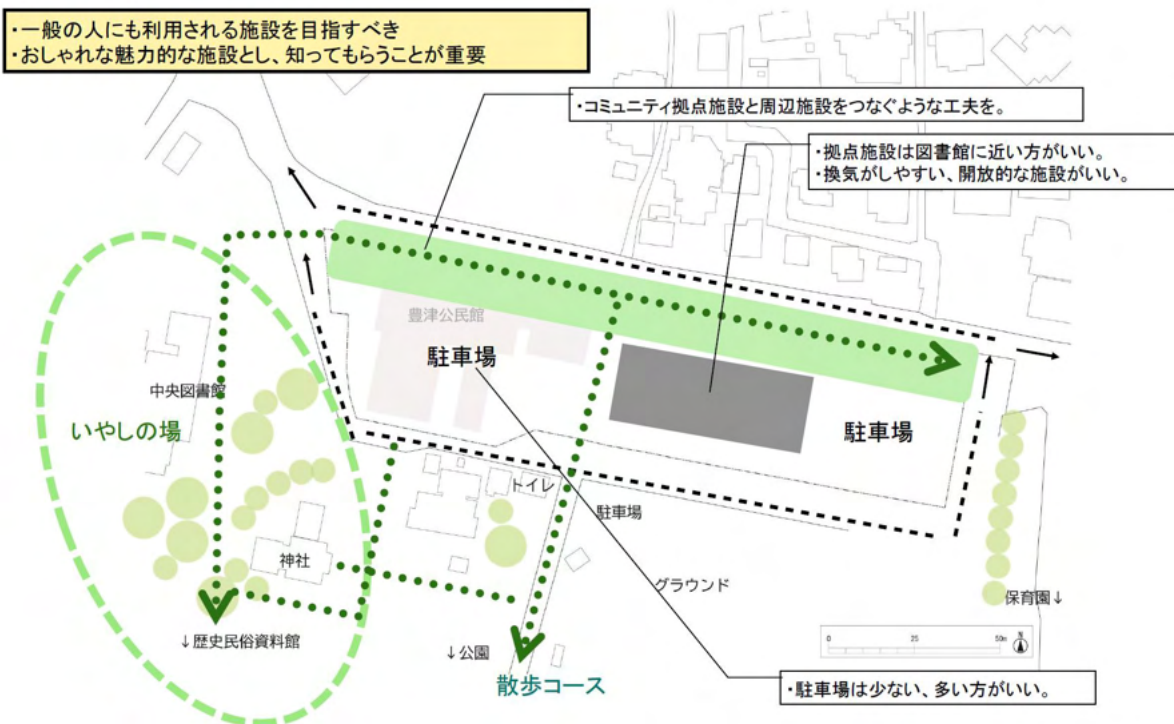 ・一般の人にも利用される施設を目指すべき
・おしゃれな魅力的な施設とし、知ってもらうことが重要
・コミュニティ拠点施設と周辺施設をつなぐような工夫を。
・拠点施設は図書館に近い方がいい。
・換気がしやすい、開放的な施設がいい。
豊津公民館
駐車場
中央図書館
いやしの場
駐車場
トイレ
駐車場
神社
グラウンド
保育園↓
↓歴史民俗資料館
↓公園
0 25 50m N
散歩コース
・駐車場は少ない、多い方がいい。